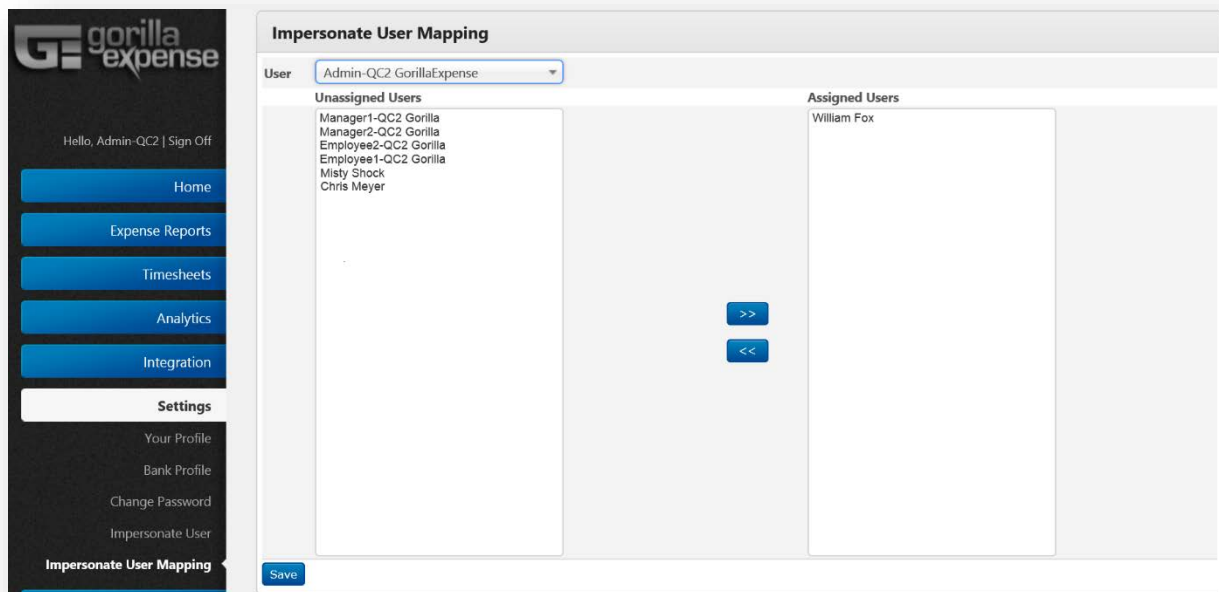 gorilla
expense
Hello, Admin-QC2 | Sign Off
Home
Expense Reports
Timesheets
Analytics
Integration
Settings
Your Profile
Bank Profile
Change Password
Impersonate User
Impersonate User Mapping
Impersonate User Mapping
User Admin-QC2 GorillaExpense
Unassigned Users
Manager1-QC2 Gorilla
Manager2-QC2 Gorilla
Employee2-QC2 Gorilla
Employee1-QC2 Gorilla
Misty Shock
Chris Meyer
>>
<<
Assigned Users
William Fox
Save